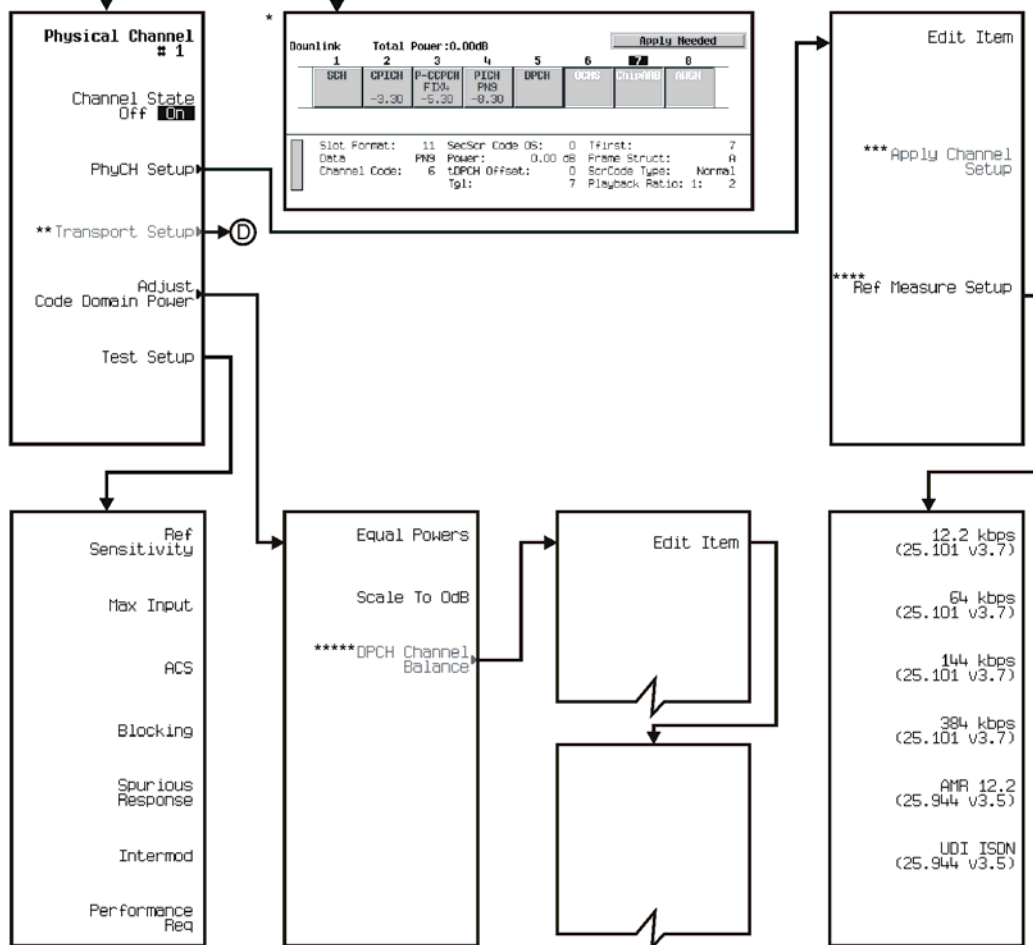 Physical Channel
# 1
Channel State
Off On
PhyCH Setup
**Transport Setup
D
Adjust
Code Domain Power
Test Setup
*
Downlink Total Power:0.00dB Apply Needed
1 2 3 4 5 6 7 8
SCH CPICH P-CCPCH PICH DPCH OCNS ChipARB AWGN
FIX4 PN9
-3.30 -5.30 -8.30
Slot Format: 11 SecScr Code OS: 0 Tfirst: 7
Data PN9 Power: 0.00 dB Frame Struct: A
Channel Code: 6 tDPCH Offset: 0 ScrCode Type: Normal
Tgl: 7 Playback Ratio: 1: 2
Edit Item
***Apply Channel
Setup
****
Ref Measure Setup
Ref
Sensitivity
Max Input
ACS
Blocking
Spurious
Response
Intermod
Performance
Req
Equal Powers
Scale To 0dB
*****DPCH Channel
Balance
Edit Item
12.2 kbps
(25.101 v3.7)
64 kbps
(25.101 v3.7)
144 kbps
(25.101 v3.7)
384 kbps
(25.101 v3.7)
AMR 12.2
(25.944 v3.5)
UDI ISDN
(25.944 v3.5)